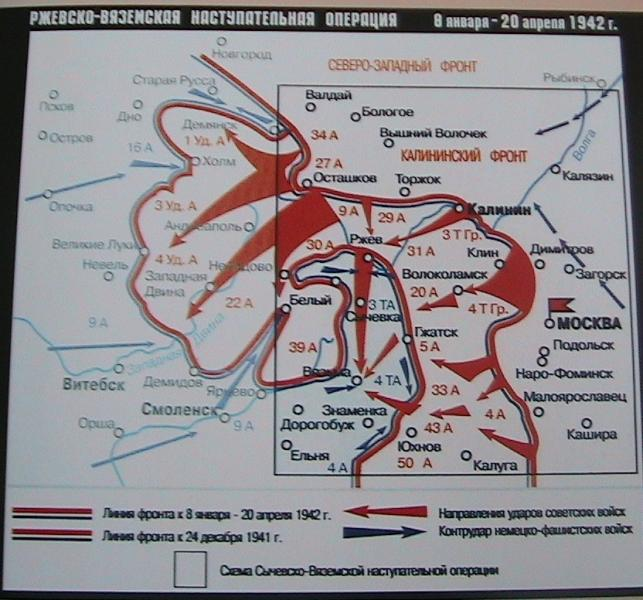 РЖЕВСКО-ВЯЗЕМСКАЯ НАСТУПАТЕЛЬНАЯ ОПЕРАЦИЯ 8 января - 20 апреля 1942 г.
Новгород
СЕВЕРО-ЗАПАДНЫЙ ФРОНТ
Старая Русса
Рыбинск
Псков
Дно
Валдай
Бологое
Остров
Демянск
1 Уд. А
34 А
Вышний Волочек
Волга
16 А
Холм
27 А
КАЛИНИНСКИЙ ФРОНТ
Осташков
Торжок
Калязин
Опочка
3 Уд. А
9 А
29 А
Калинин
Андреаполь
3 Т Гр.
Великие Луки
30 А
Ржев
31 А
Клин
Димитров
4 Уд. А
Невель
Западная
Двина
Нелидово
Волоколамск
Загорск
22 А
Белый
3 ТА
20 А
4 Т Гр.
Сычевка
МОСКВА
9 А
Западная Двина
39 А
Гжатск
5 А
Подольск
Витебск
Демидов
Ярцево
Вязьма
4 ТА
Наро-Фоминск
33 А
Малоярославец
Смоленск
9 А
Знаменка
4 А
Орша
Дорогобуж
43 А
Кашира
Юхнов
Ельня
4 А
50 А
Калуга
Линия фронта к 8 января - 20 апреля 1942 г.
Направления ударов советских войск
Линия фронта к 24 декабря 1941 г.
Контрудар немецко-фашистских войск
Схема Сычевско-Вяземской наступательной операции